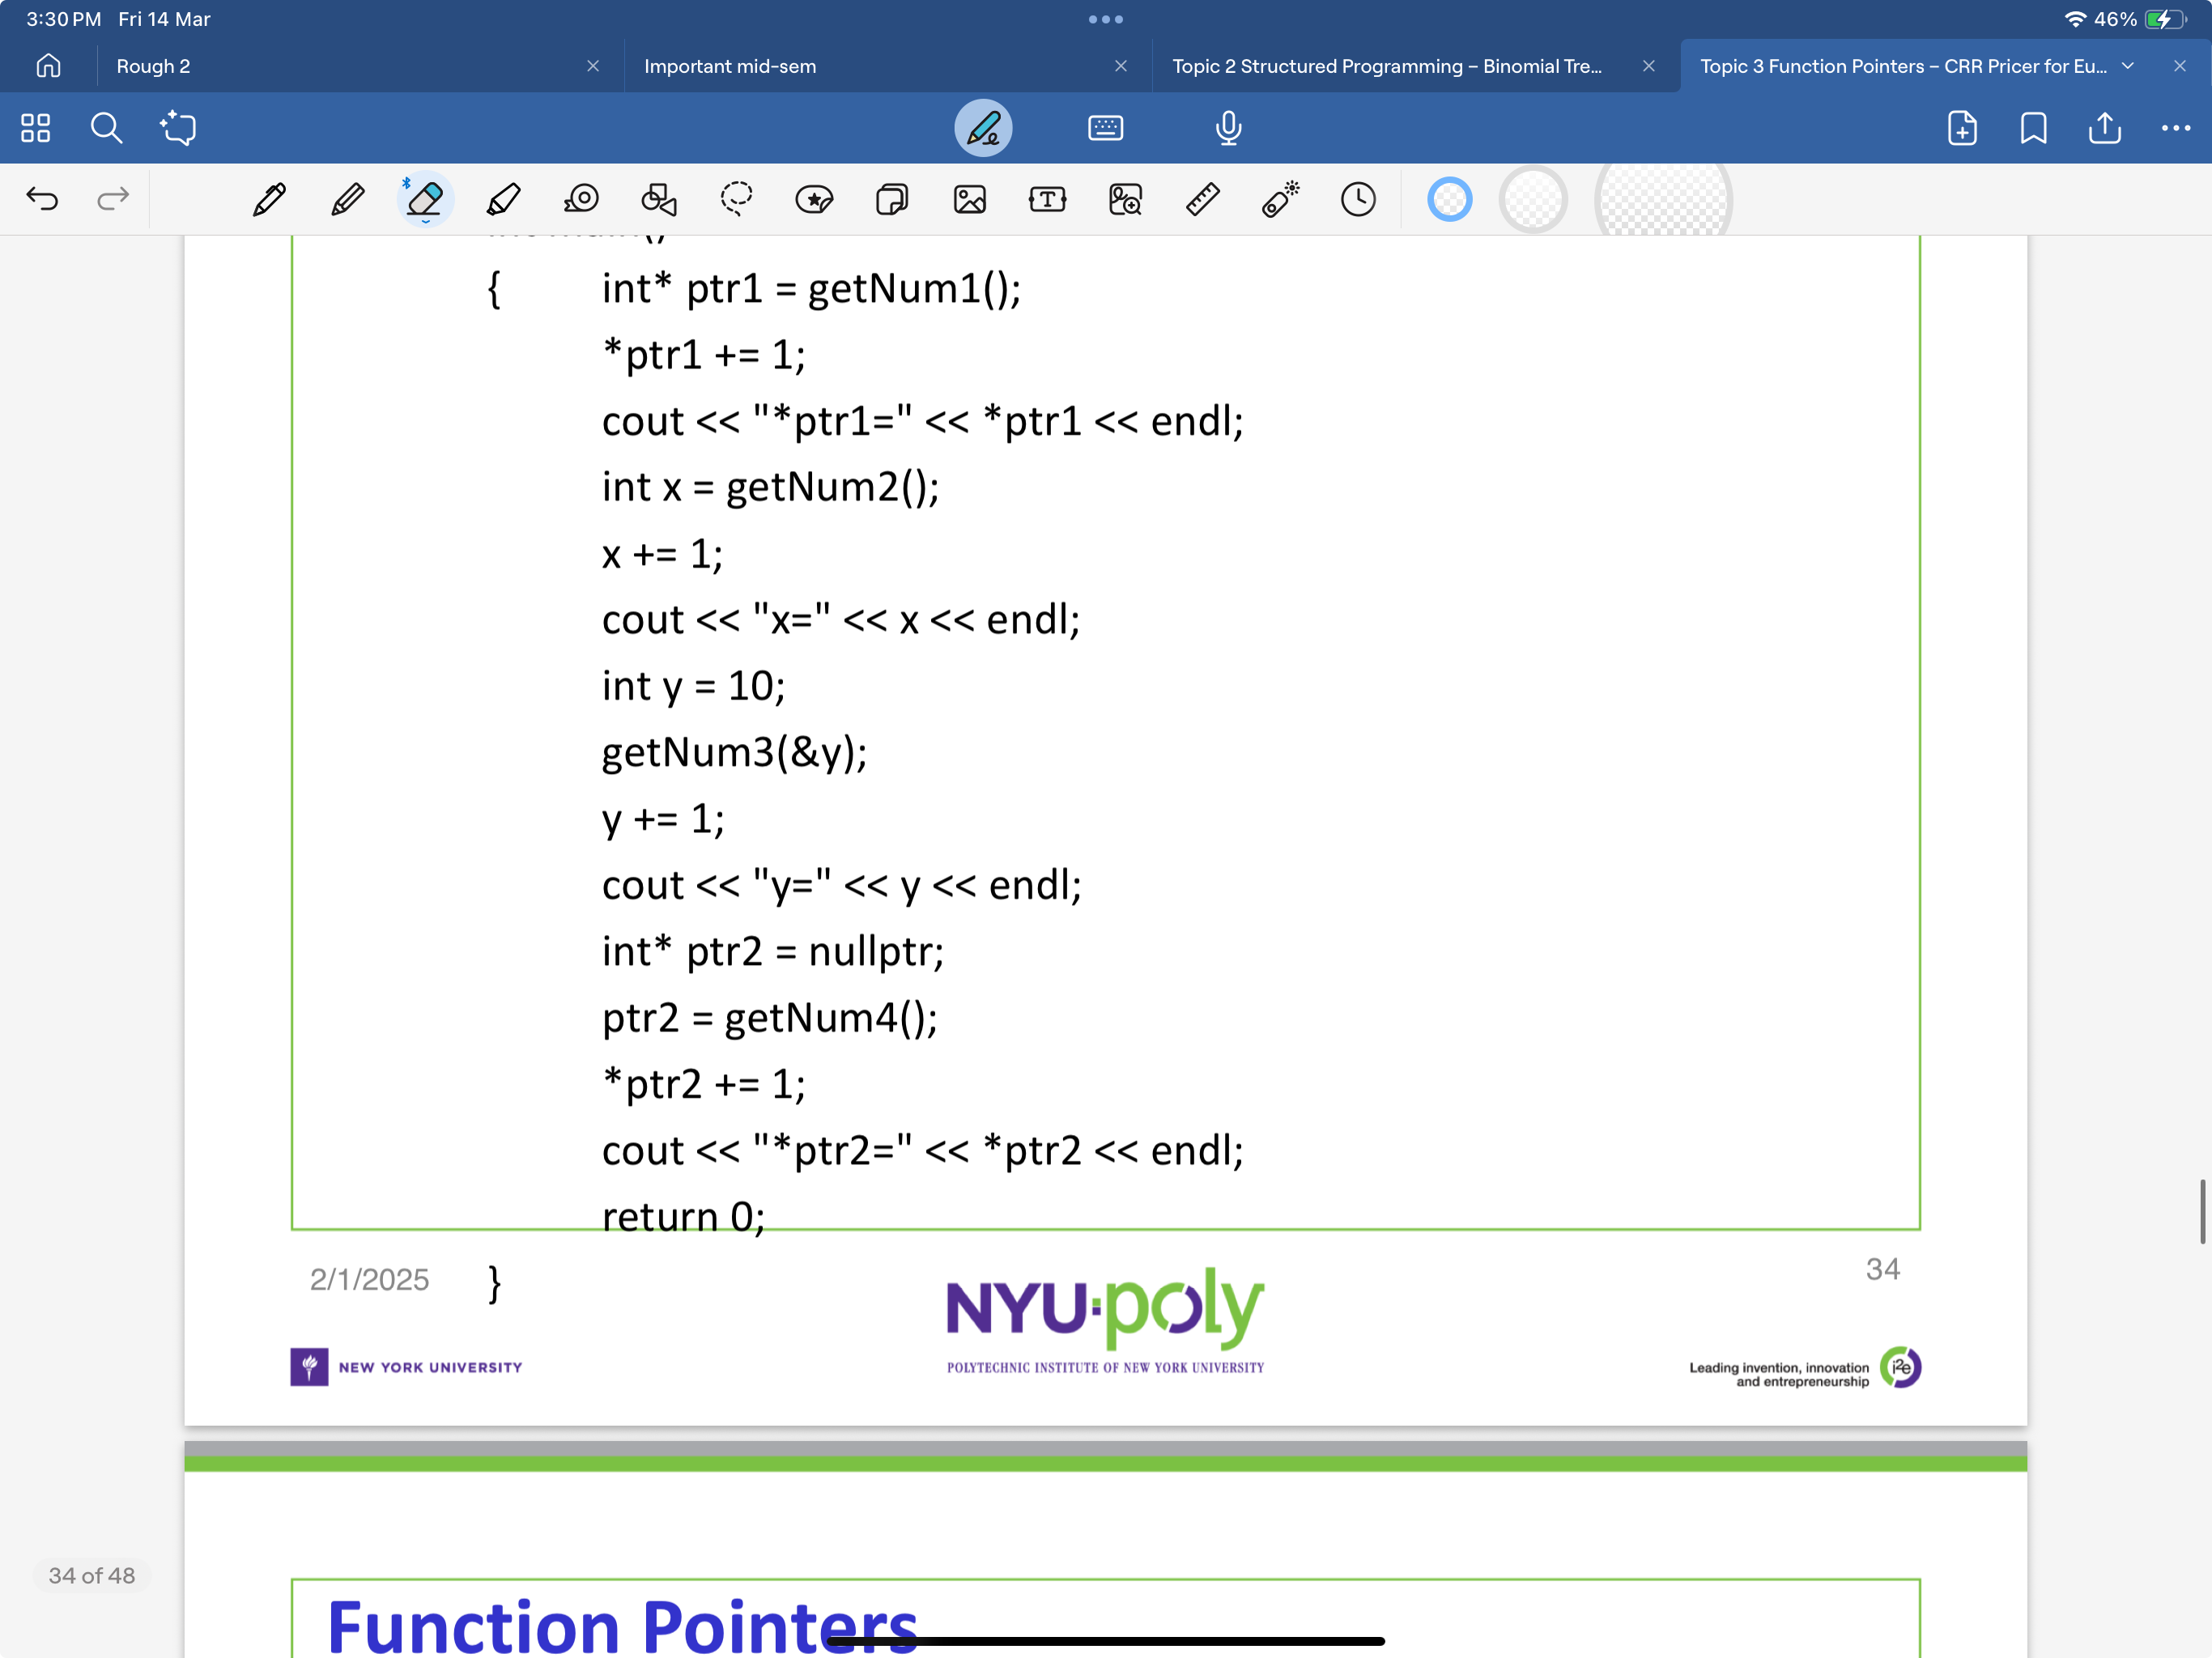 3:30 PM Fri 14 Mar
46%
Rough 2
Important mid-sem
Topic 2 Structured Programming – Binomial Tre...
Topic 3 Function Pointers – CRR Pricer for Eu...
{ int* ptr1 = getNum1();
*ptr1 += 1;
cout << "*ptr1=" << *ptr1 << endl;
int x = getNum2();
x += 1;
cout << "x=" << x << endl;
int y = 10;
getNum3(&y);
y += 1;
cout << "y=" << y << endl;
int* ptr2 = nullptr;
ptr2 = getNum4();
*ptr2 += 1;
cout << "*ptr2=" << *ptr2 << endl;
return 0;
}
2/1/2025
34
NYU·poly
POLYTECHNIC INSTITUTE OF NEW YORK UNIVERSITY
NEW YORK UNIVERSITY
Leading invention, innovation
and entrepreneurship
i²e
34 of 48
Function Pointers